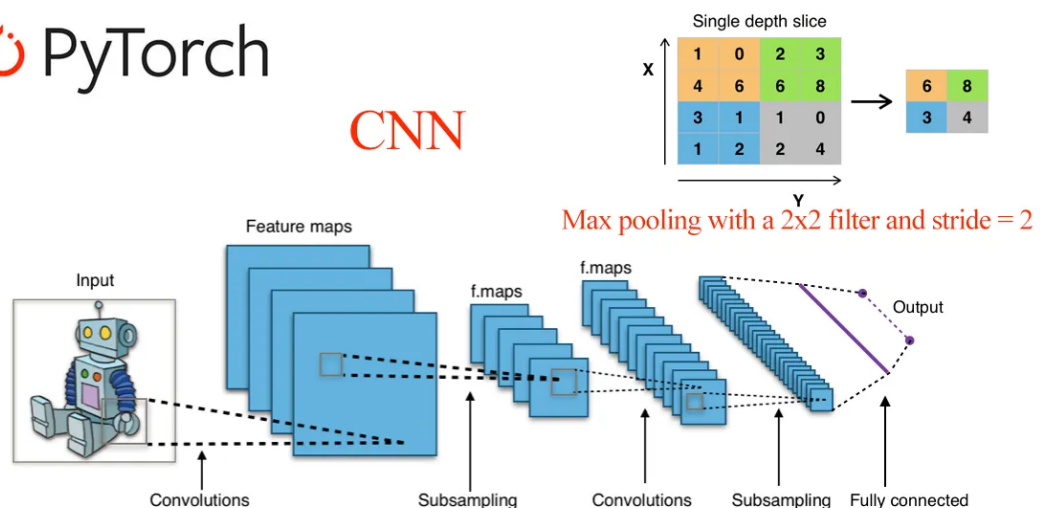 PyTorch
CNN
Single depth slice
X
1 0 2 3
4 6 6 8
3 1 1 0
1 2 2 4
6 8
3 4
Y
Max pooling with a 2x2 filter and stride = 2
Feature maps
Input
f.maps
f.maps
Output
Convolutions
Subsampling
Convolutions
Subsampling
Fully connected